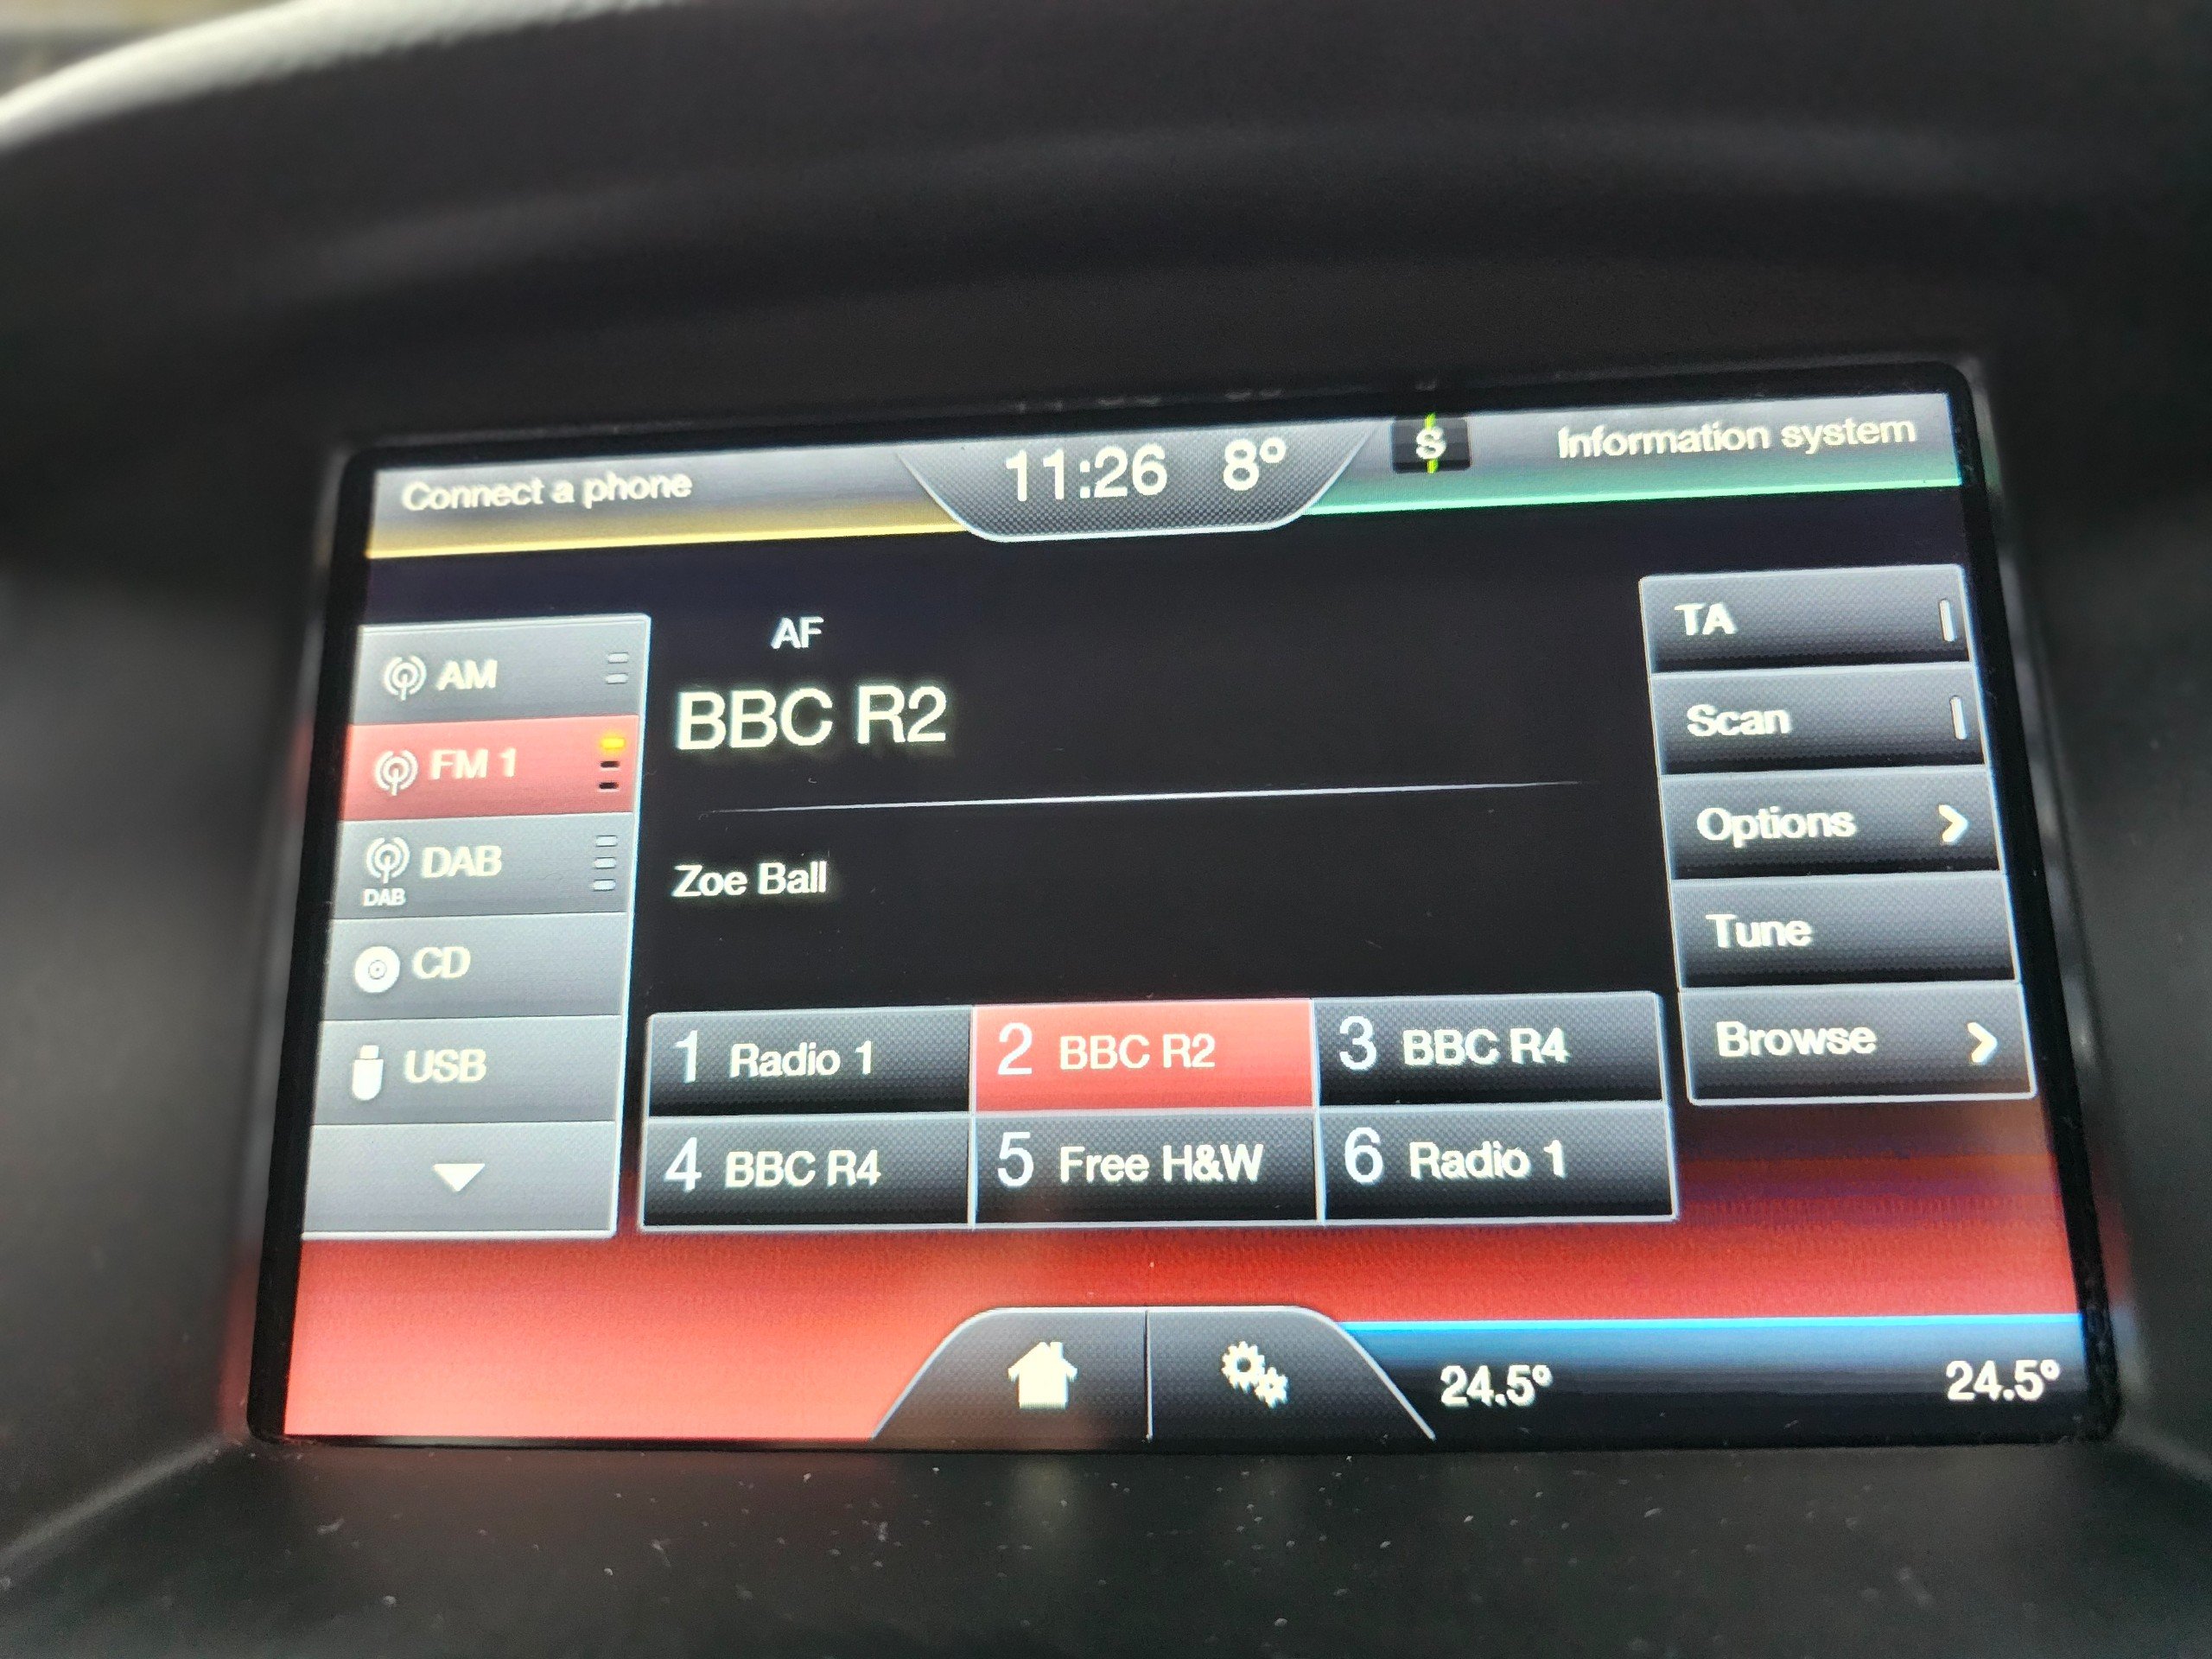 Connect a phone
11:26 8°
S
Information system
AM
FM 1
DAB
DAB
CD
USB
AF
BBC R2
Zoe Ball
1 Radio 1
2 BBC R2
3 BBC R4
4 BBC R4
5 Free H&W
6 Radio 1
TA
Scan
Options
Tune
Browse
24.5°
24.5°